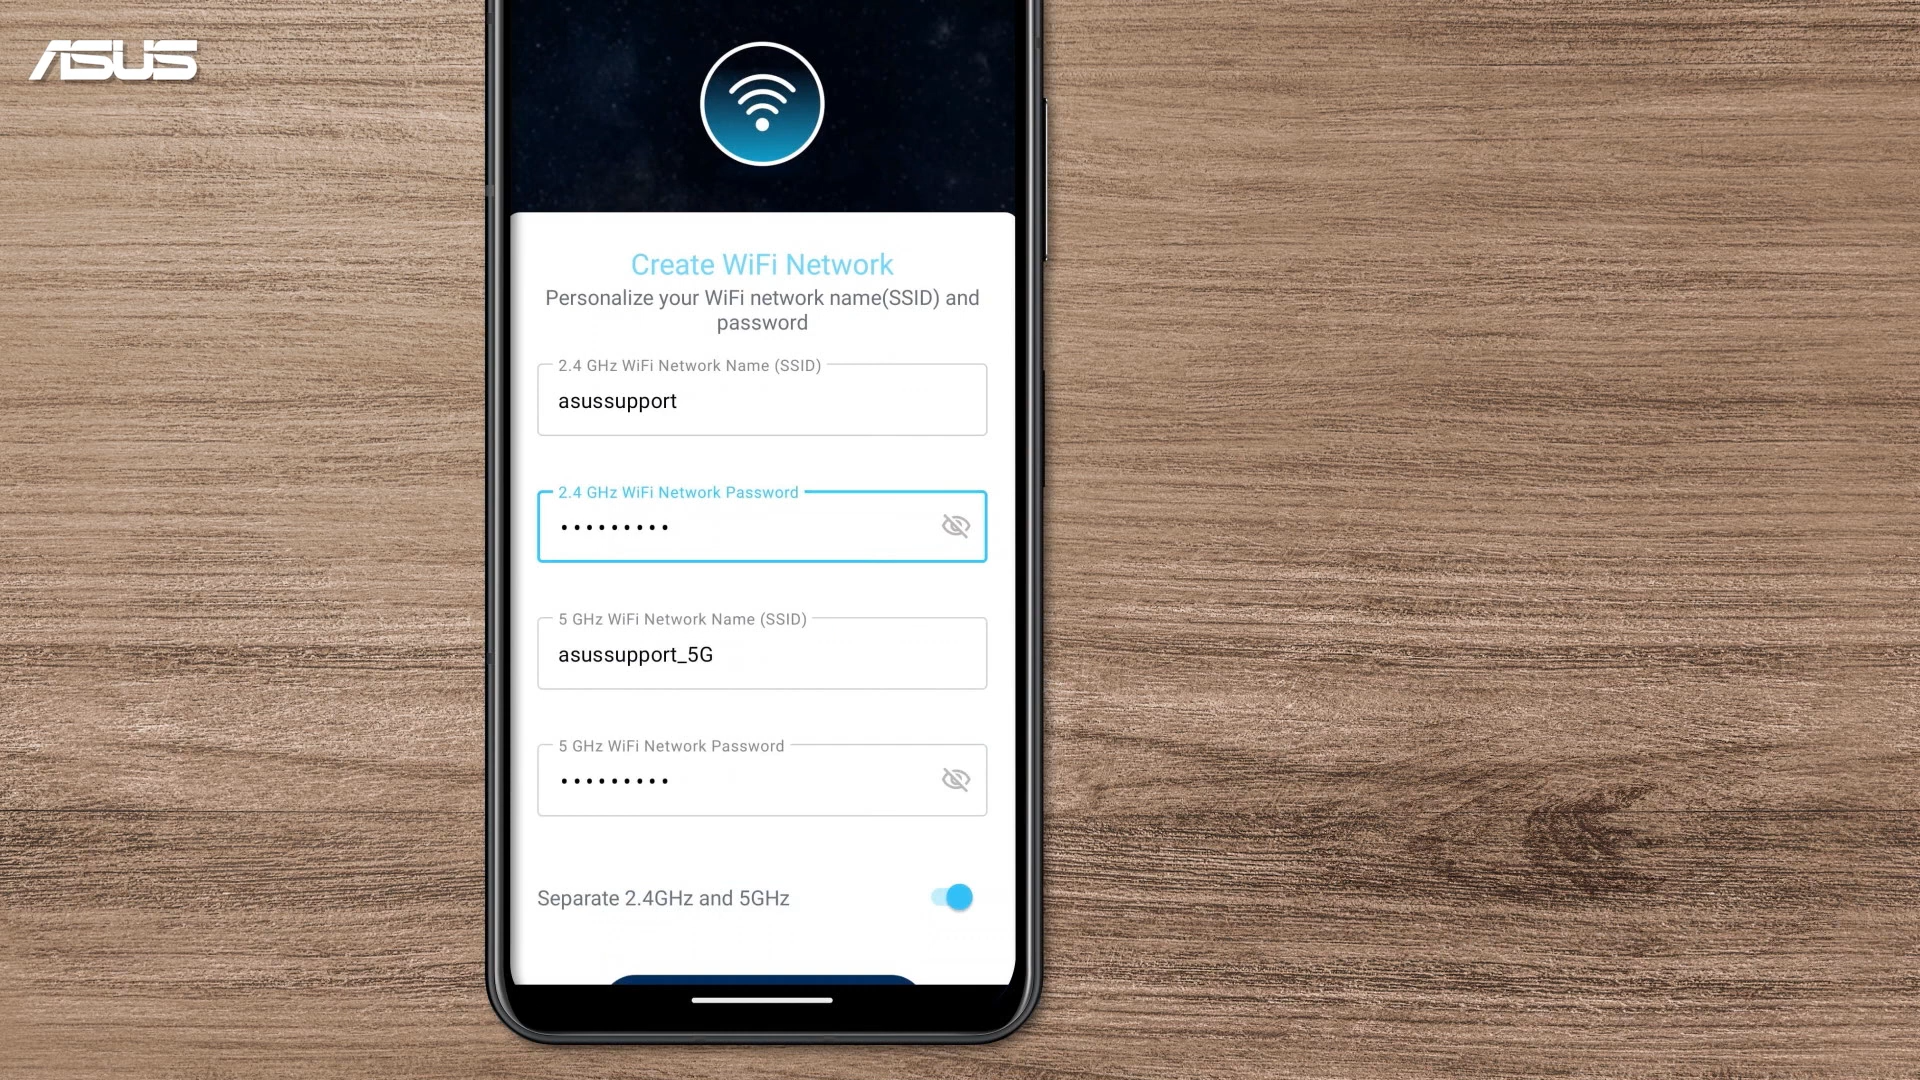 ASUS
Create WiFi Network
Personalize your WiFi network name(SSID) and
password
2.4 GHz WiFi Network Name (SSID)
asussupport
2.4 GHz WiFi Network Password
•••••••••
5 GHz WiFi Network Name (SSID)
asussupport_5G
5 GHz WiFi Network Password
•••••••••
Separate 2.4GHz and 5GHz